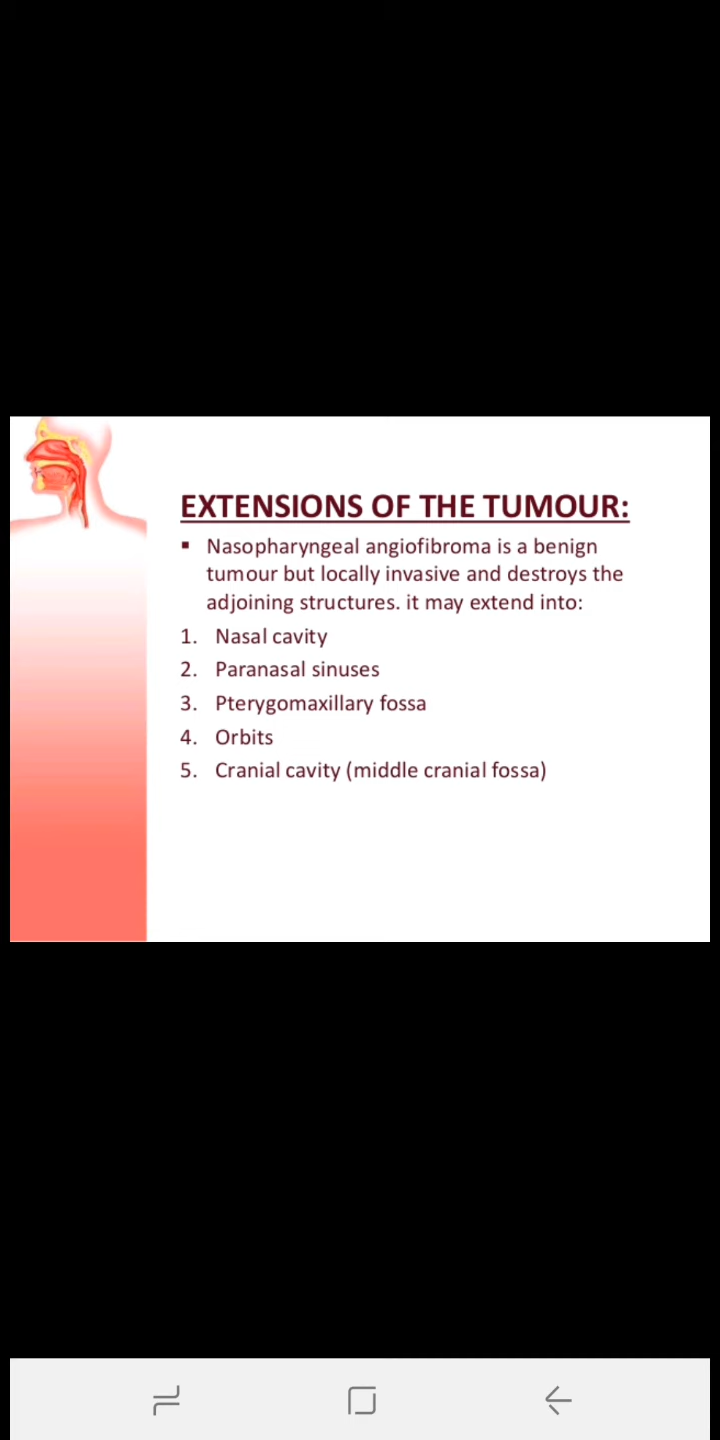 EXTENSIONS OF THE TUMOUR:
▪ Nasopharyngeal angiofibroma is a benign
tumour but locally invasive and destroys the
adjoining structures. it may extend into:
1. Nasal cavity
2. Paranasal sinuses
3. Pterygomaxillary fossa
4. Orbits
5. Cranial cavity (middle cranial fossa)